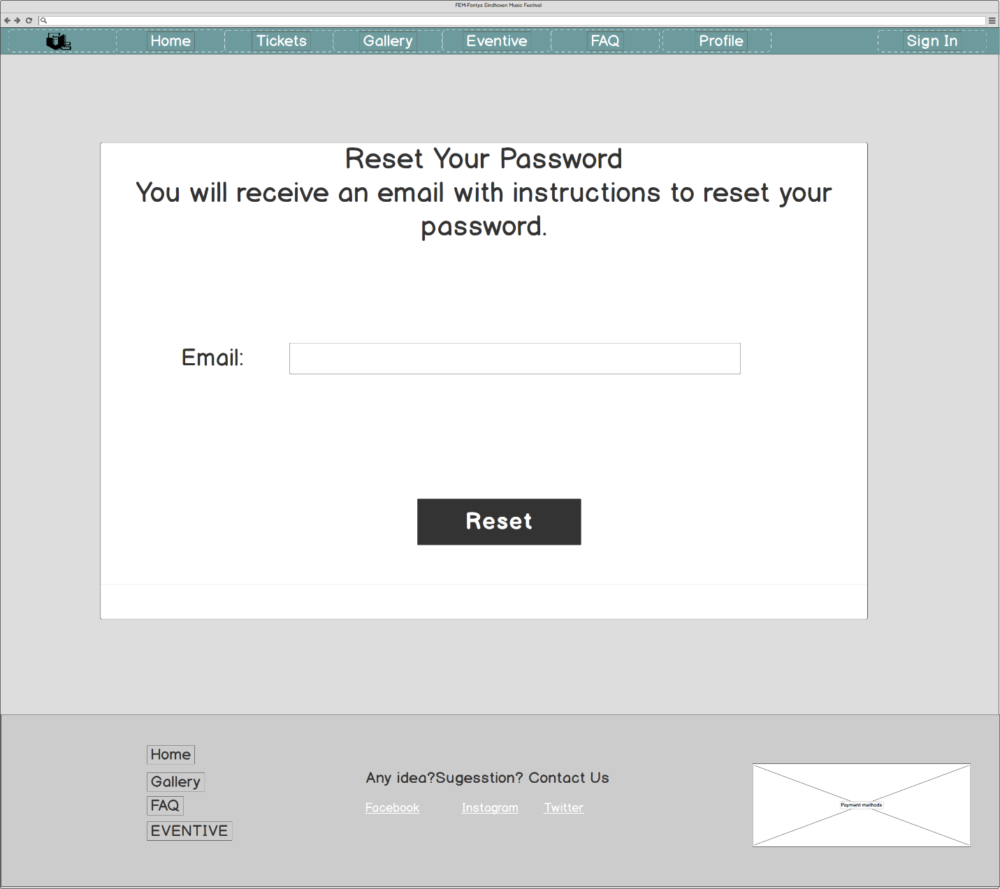 FEM-Fontys Eindhoven Music Festival
Home Tickets Gallery Eventive FAQ Profile Sign In
Reset Your Password
You will receive an email with instructions to reset your
password.
Email:
Reset
Home
Gallery
FAQ
EVENTIVE
Any idea?Sugesstion? Contact Us
Facebook Instagram Twitter
Payment methods